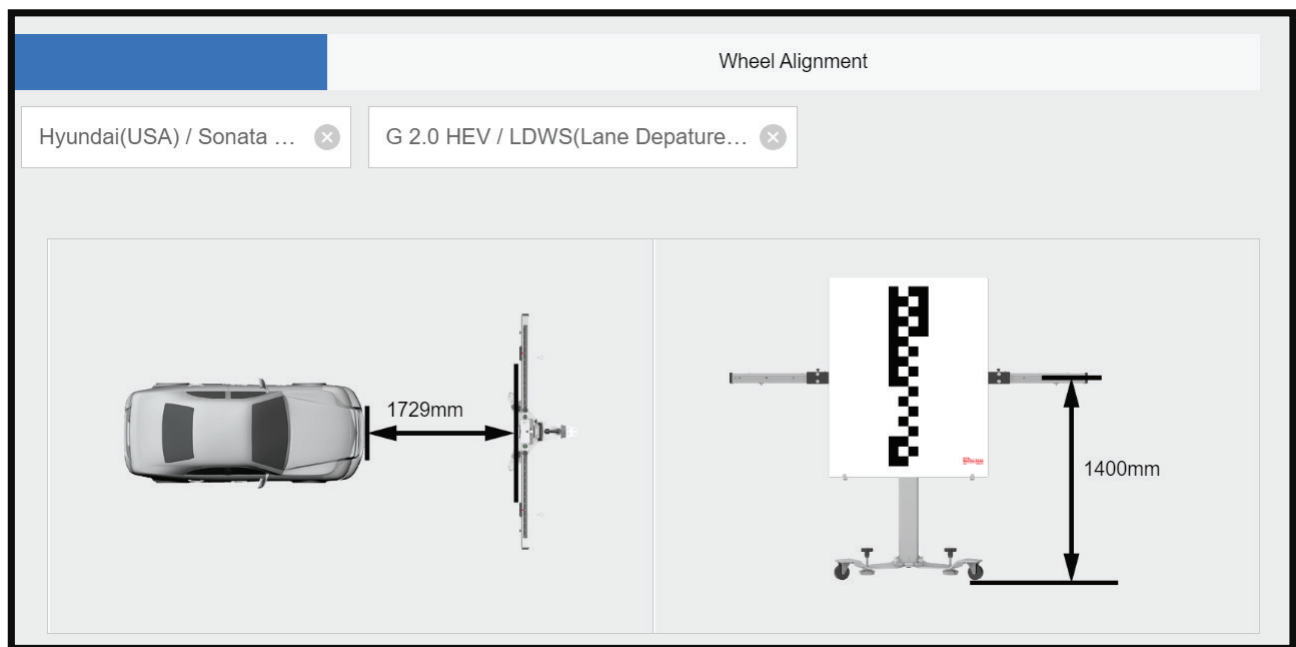 Wheel Alignment
Hyundai(USA) / Sonata ...
G 2.0 HEV / LDWS(Lane Depature...
1729mm
1400mm